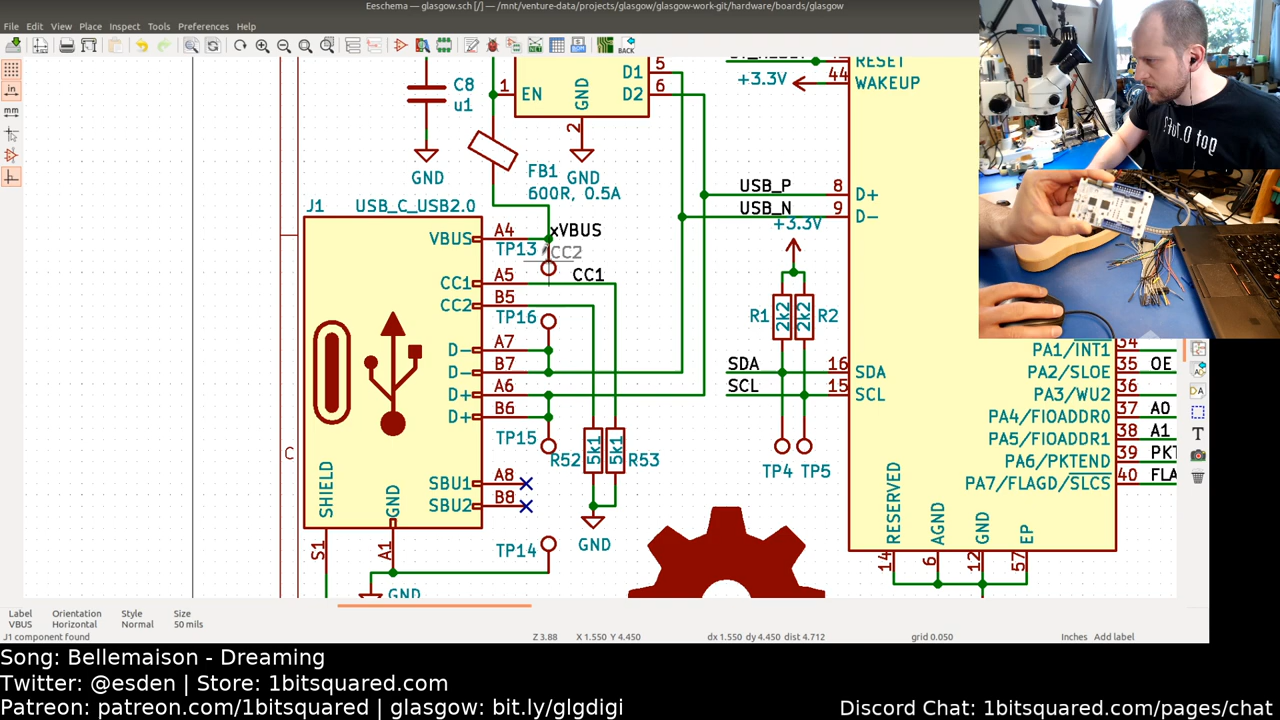 Eeschema — glasgow.sch [/] — /mnt/venture-data/projects/glasgow/glasgow-work-git/hardware/boards/glasgow
File Edit View Place Inspect Tools Preferences Help
BACK
in
mm
C8
u1
GND
1
EN
GND
2
GND
D1
D2
5
6
FB1
600R, 0.5A
+3.3V
44
RESET
WAKEUP
USB_P
8
D+
USB_N
9
D-
+3.3V
R1
2k2
2k2
R2
SDA
16
SDA
SCL
15
SCL
TP4
TP5
J1
USB_C_USB2.0
VBUS
A4
xVBUS
TP13
CC2
CC1
A5
CC1
CC2
B5
TP16
D-
A7
D-
B7
D+
A6
D+
B6
TP15
R52
5k1
5k1
R53
SBU1
A8
SBU2
B8
GND
SHIELD
GND
S1
A1
TP14
GND
C
PA1/INT1
34
PA2/SLOE
35
OE
PA3/WU2
36
PA4/FIOADDR0
37
A0
PA5/FIOADDR1
38
A1
PA6/PKTEND
39
PKT
PA7/FLAGD/SLCS
40
FLA
RESERVED
AGND
GND
EP
14
6
12
57
Label
VBUS
Orientation
Horizontal
Style
Normal
Size
50 mils
J1 component found
Z 3.88
X 1.550 Y 4.450
dx 1.550 dy 4.450 dist 4.712
grid 0.050
Inches
Add label
Song: Bellemaison - Dreaming
Twitter: @esden | Store: 1bitsquared.com
Patreon: patreon.com/1bitsquared | glasgow: bit.ly/glgdigi
Discord Chat: 1bitsquared.com/pages/chat